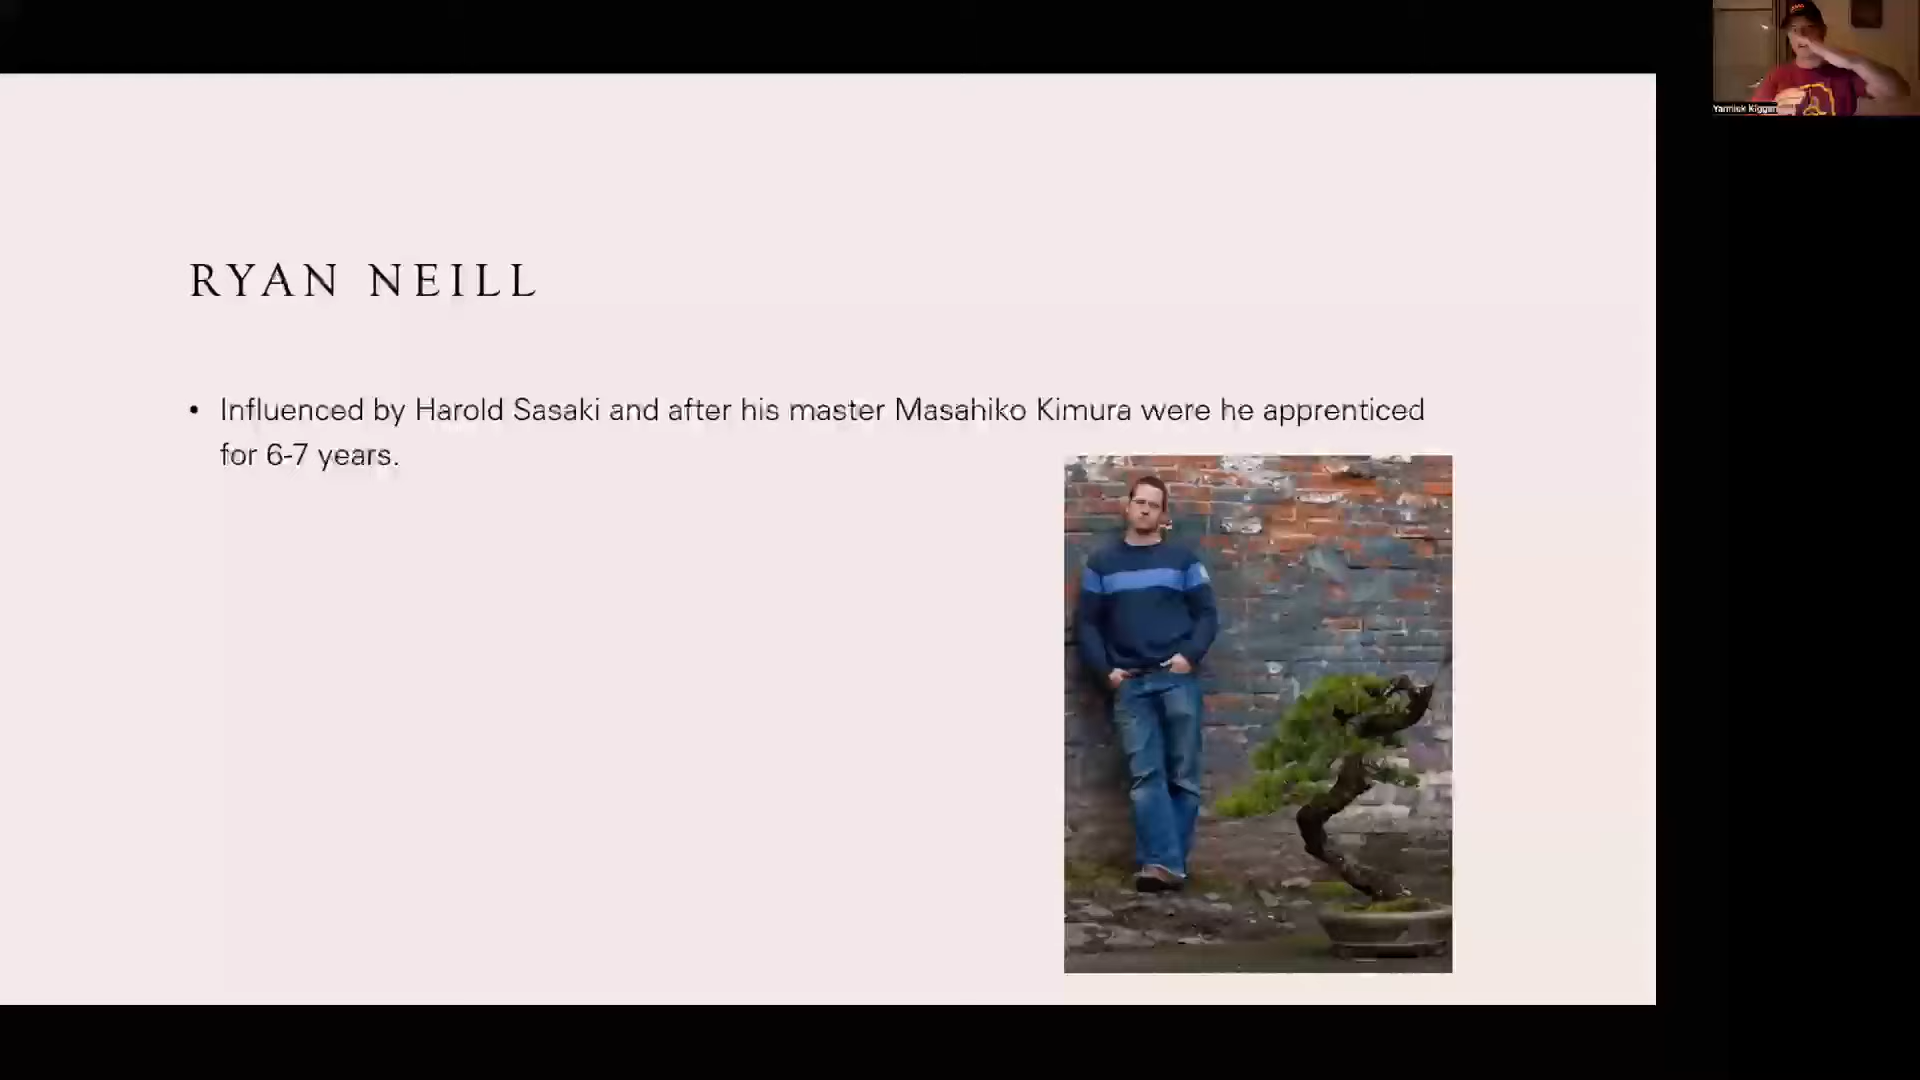 RYAN NEILL
• Influenced by Harold Sasaki and after his master Masahiko Kimura were he apprenticed
for 6-7 years.